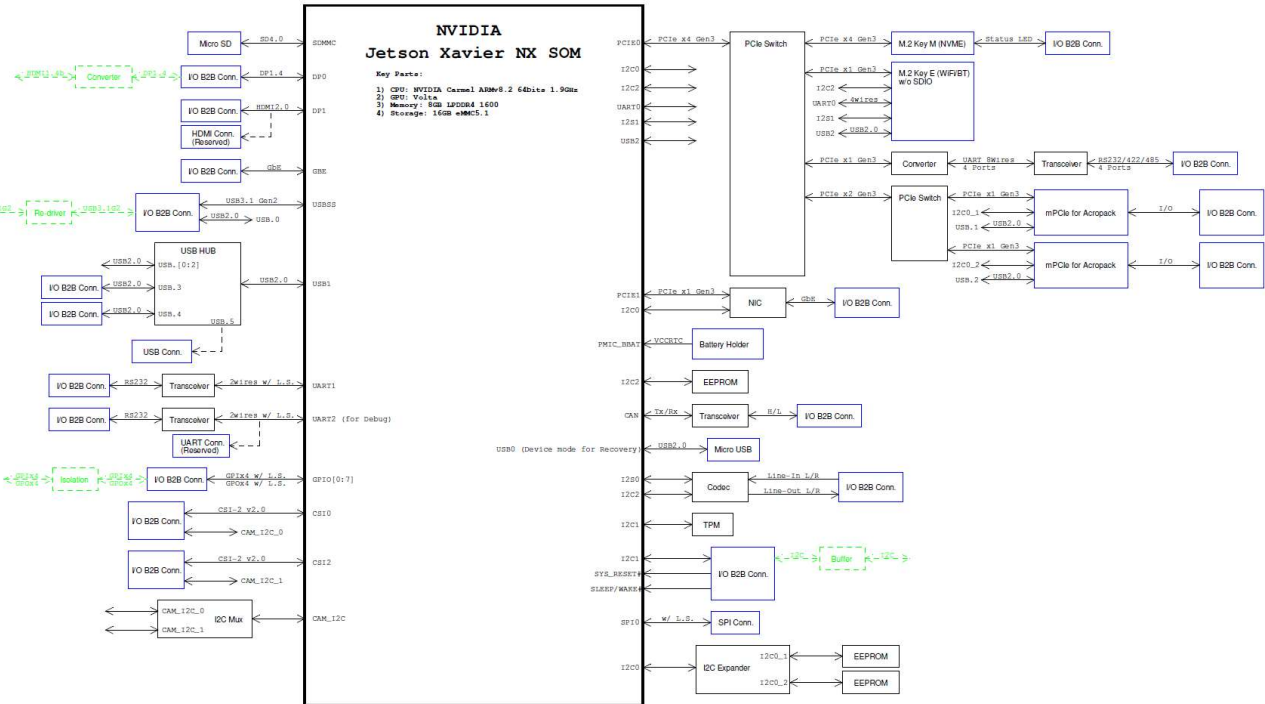 NVIDIA
Jetson Xavier NX SOM
Key Parts:
1) CPU: NVIDIA Carmel ARMv8.2 64bits 1.9GHz
2) GPU: Volta
3) Memory: 8GB LPDDR4 1600
4) Storage: 16GB eMMC5.1
Micro SD
SD4.0
SDMMC
Converter
DP1.4
I/O B2B Conn.
DP1.4
DP0
I/O B2B Conn.
HDMI2.0
DP1
HDMI Conn.
(Reserved)
I/O B2B Conn.
GbE
GBE
Re-driver
I/O B2B Conn.
USB3.1 Gen2
USBSS
USB2.0
USB.0
USB HUB
USB2.0
USB.[0:2]
I/O B2B Conn.
USB2.0
USB.3
USB2.0
USB1
I/O B2B Conn.
USB2.0
USB.4
USB.5
USB Conn.
I/O B2B Conn.
RS232
Transceiver
2wires w/ L.S.
UART1
I/O B2B Conn.
RS232
Transceiver
2wires w/ L.S.
UART2 (for Debug)
UART Conn.
(Reserved)
GPIx4
GPOx4
Isolation
GPIx4
GPOx4
I/O B2B Conn.
GPIx4 w/ L.S.
GPOx4 w/ L.S.
GPIO[0:7]
I/O B2B Conn.
CSI-2 v2.0
CSI0
CAM_I2C_0
I/O B2B Conn.
CSI-2 v2.0
CSI2
CAM_I2C_1
CAM_I2C_0
CAM_I2C_1
I2C Mux
CAM_I2C
PCIE0
PCIe x4 Gen3
PCIe Switch
I2C0
I2C2
UART0
I2S1
USB2
PCIe x4 Gen3
M.2 Key M (NVME)
Status LED
I/O B2B Conn.
PCIe x1 Gen3
M.2 Key E (WiFi/BT)
w/o SDIO
I2C2
UART0
4wires
I2S1
USB2
USB2.0
PCIe x1 Gen3
Converter
UART 8Wires
4 Ports
Transceiver
RS232/422/485
4 Ports
I/O B2B Conn.
PCIe x2 Gen3
PCIe Switch
PCIe x1 Gen3
I2C0_1
USB.1
USB2.0
mPCIe for Acropack
I/O
I/O B2B Conn.
PCIe x1 Gen3
I2C0_2
USB.2
USB2.0
mPCIe for Acropack
I/O
I/O B2B Conn.
PCIE1
PCIe x1 Gen3
I2C0
NIC
GbE
I/O B2B Conn.
PMIC_BBAT
VCCRTC
Battery Holder
I2C2
EEPROM
CAN
Tx/Rx
Transceiver
H/L
I/O B2B Conn.
USB0 (Device mode for Recovery)
USB2.0
Micro USB
I2S0
I2C2
Codec
Line-In L/R
Line-Out L/R
I/O B2B Conn.
I2C1
TPM
I2C1
SYS_RESET#
SLEEP/WAKE#
I/O B2B Conn.
I2C
Buffer
I2C
SPI0
w/ L.S.
SPI Conn.
I2C0
I2C Expander
I2C0_1
EEPROM
I2C0_2
EEPROM